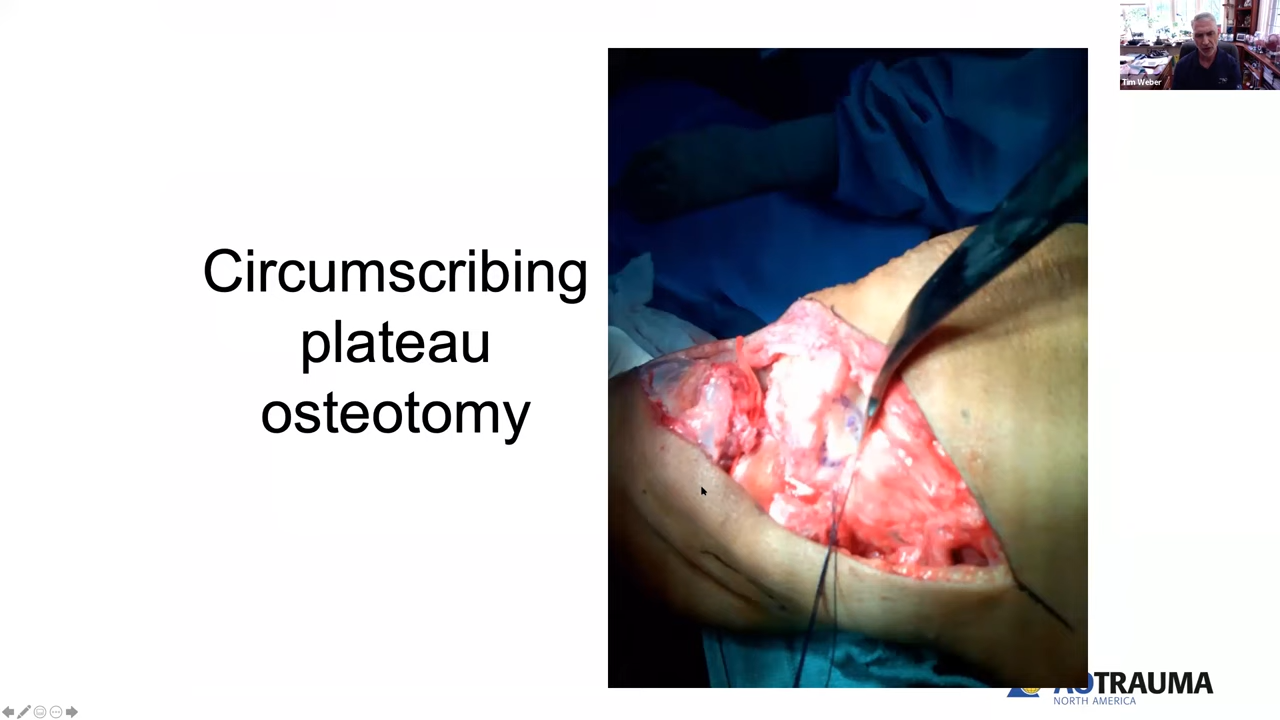 Tim Weber
Circumscribing
plateau
osteotomy
TRAUMA
NORTH AMERICA